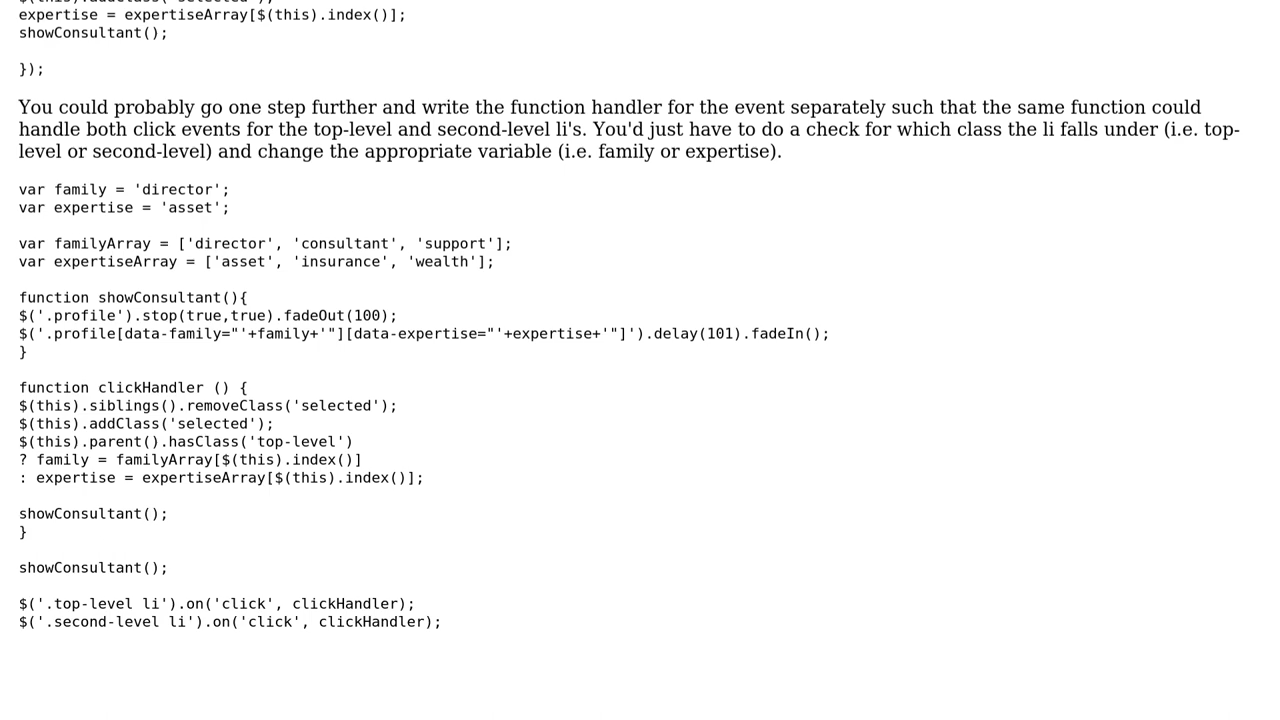 expertise = expertiseArray[$(this).index()];
showConsultant();
});
You could probably go one step further and write the function handler for the event separately such that the same function could
handle both click events for the top-level and second-level li's. You'd just have to do a check for which class the li falls under (i.e. top-
level or second-level) and change the appropriate variable (i.e. family or expertise).
var family = 'director';
var expertise = 'asset';
var familyArray = ['director', 'consultant', 'support'];
var expertiseArray = ['asset', 'insurance', 'wealth'];
function showConsultant(){
$('.profile').stop(true,true).fadeOut(100);
$('.profile[data-family="'+family+'"][data-expertise="'+expertise+'"]').delay(101).fadeIn();
}
function clickHandler () {
$(this).siblings().removeClass('selected');
$(this).addClass('selected');
$(this).parent().hasClass('top-level')
? family = familyArray[$(this).index()]
: expertise = expertiseArray[$(this).index()];
showConsultant();
}
showConsultant();
$('.top-level li').on('click', clickHandler);
$('.second-level li').on('click', clickHandler);